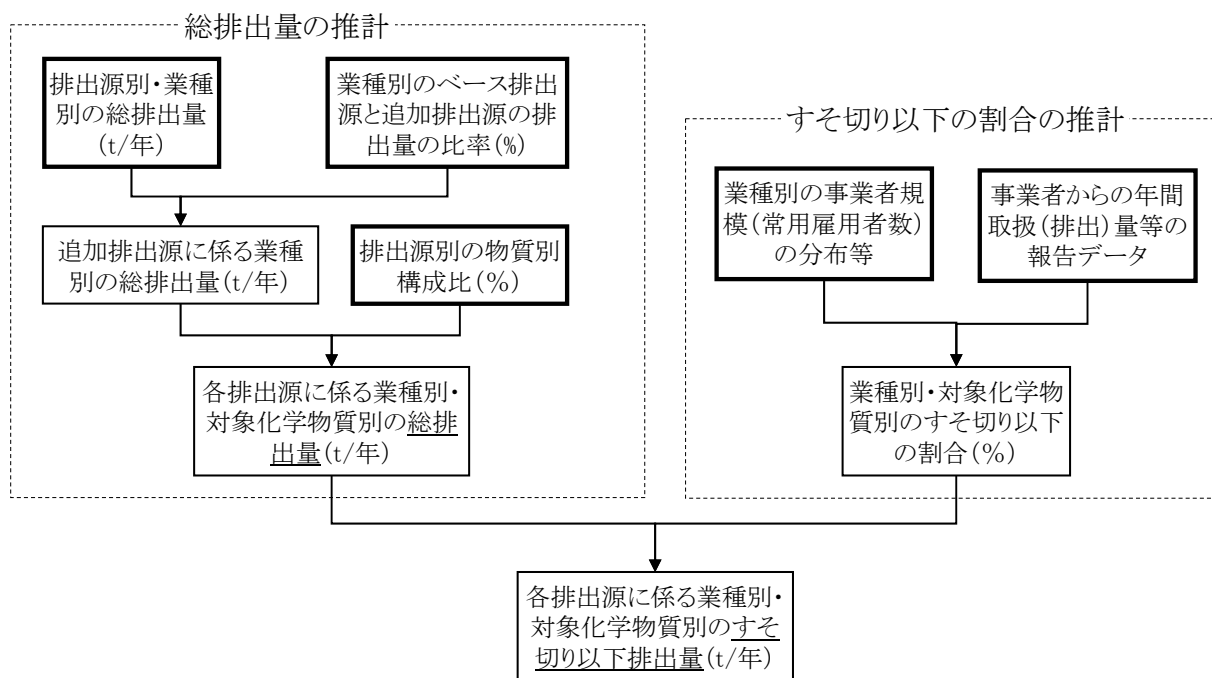 総排出量の推計
排出源別・業種
別の総排出量
(t/年)
業種別のベース排出
源と追加排出源の排
出量の比率(%)
追加排出源に係る業種
別の総排出量(t/年)
排出源別の物質別
構成比(%)
各排出源に係る業種別・
対象化学物質別の総排
出量(t/年)
すそ切り以下の割合の推計
業種別の事業者規
模(常用雇用者数)
の分布等
事業者からの年間
取扱(排出)量等の
報告データ
業種別・対象化学物
質別のすそ切り以下
の割合(%)
各排出源に係る業種別・
対象化学物質別のすそ
切り以下排出量(t/年)